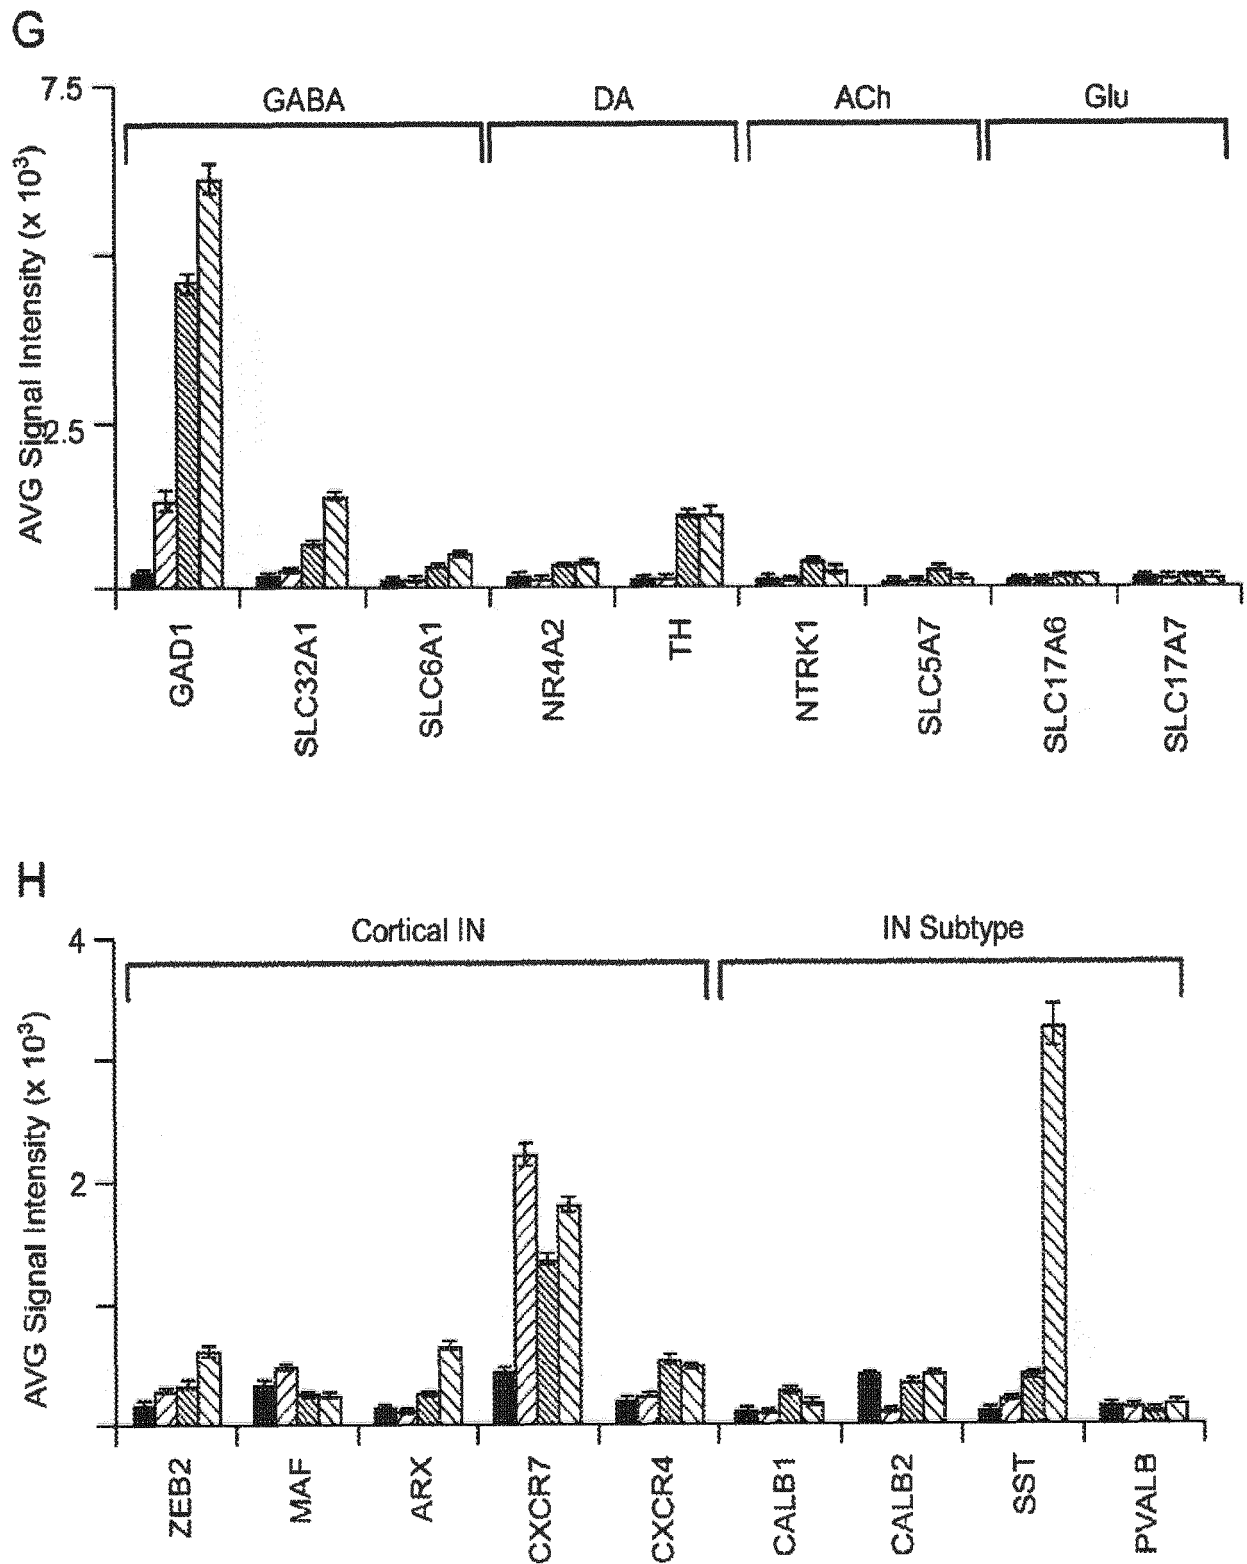 G
7.5
GABA
DA
ACh
Glu
AVG Signal Intensity (x 10³)
2.5
GAD1
SLC32A1
SLC6A1
NR4A2
TH
NTRK1
SLC5A7
SLC17A6
SLC17A7
H
4
Cortical IN
IN Subtype
AVG Signal Intensity (x 10³)
2
ZEB2
MAF
ARX
CXCR7
CXCR4
CALB1
CALB2
SST
PVALB